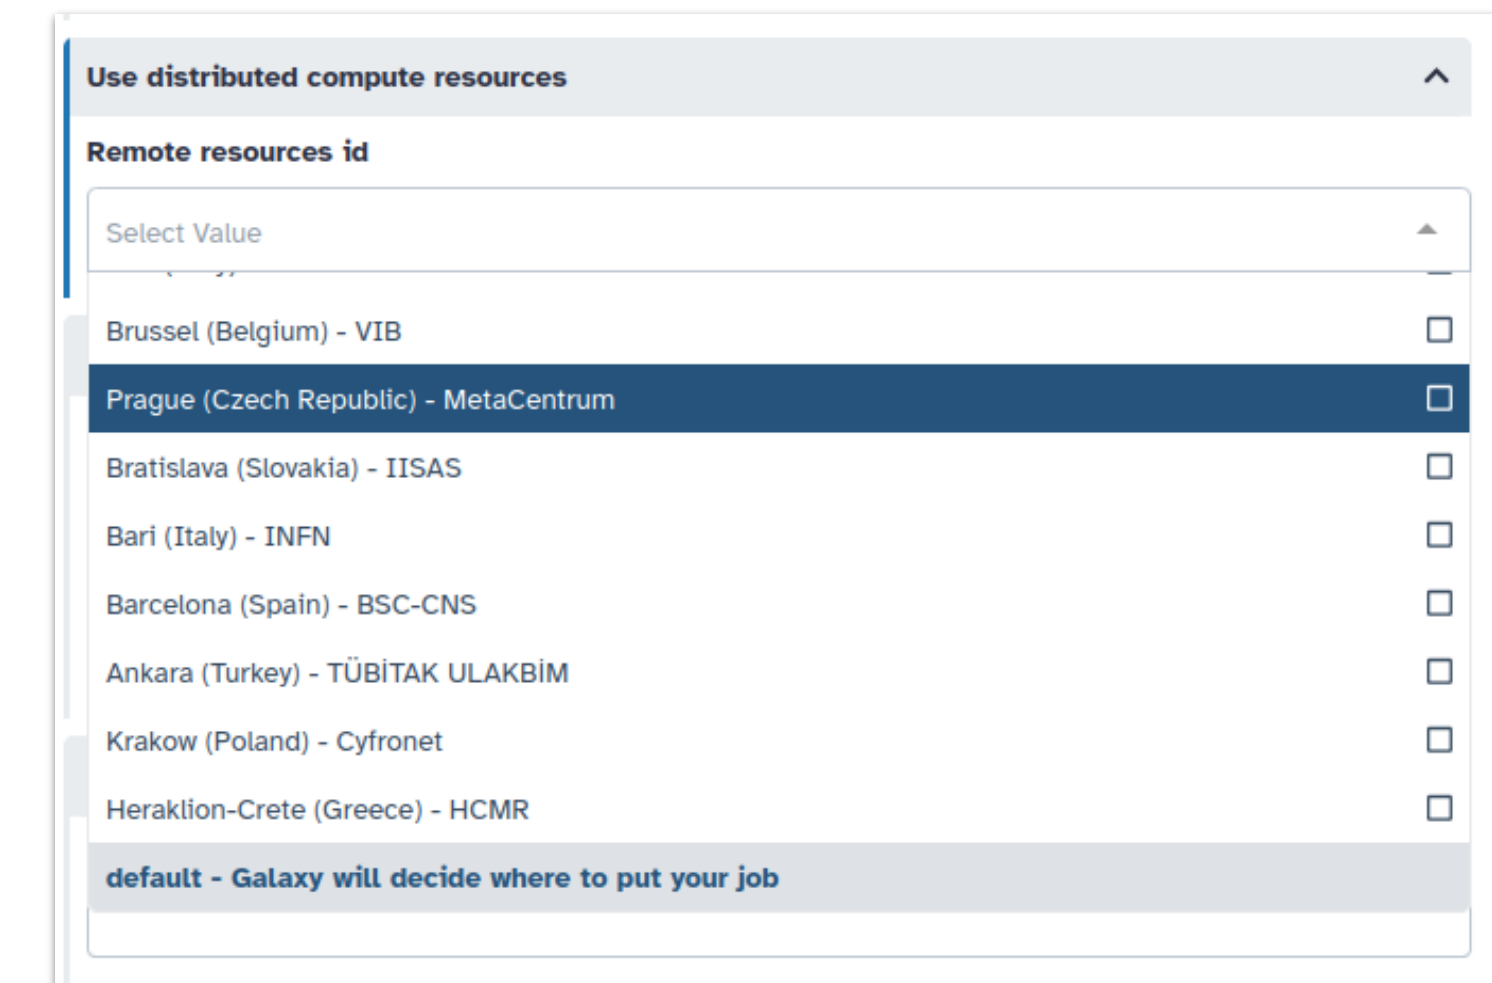 Use distributed compute resources
Remote resources id
Select Value
Brussel (Belgium) - VIB
Prague (Czech Republic) - MetaCentrum
Bratislava (Slovakia) - IISAS
Bari (Italy) - INFN
Barcelona (Spain) - BSC-CNS
Ankara (Turkey) - TÜBİTAK ULAKBİM
Krakow (Poland) - Cyfronet
Heraklion-Crete (Greece) - HCMR
default - Galaxy will decide where to put your job